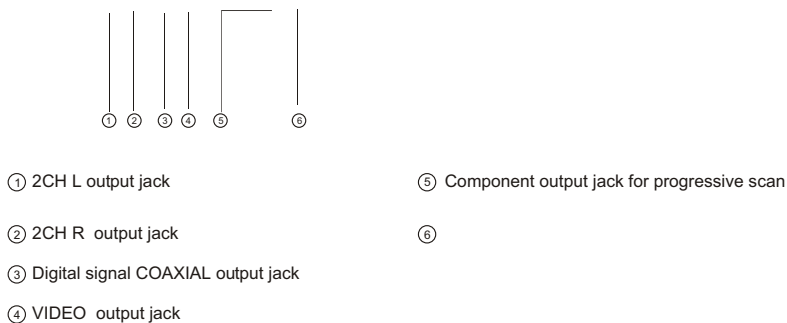 ① ② ③ ④ ⑤ ⑥
① 2CH L output jack
② 2CH R output jack
③ Digital signal COAXIAL output jack
④ VIDEO output jack
⑤ Component output jack for progressive scan
⑥